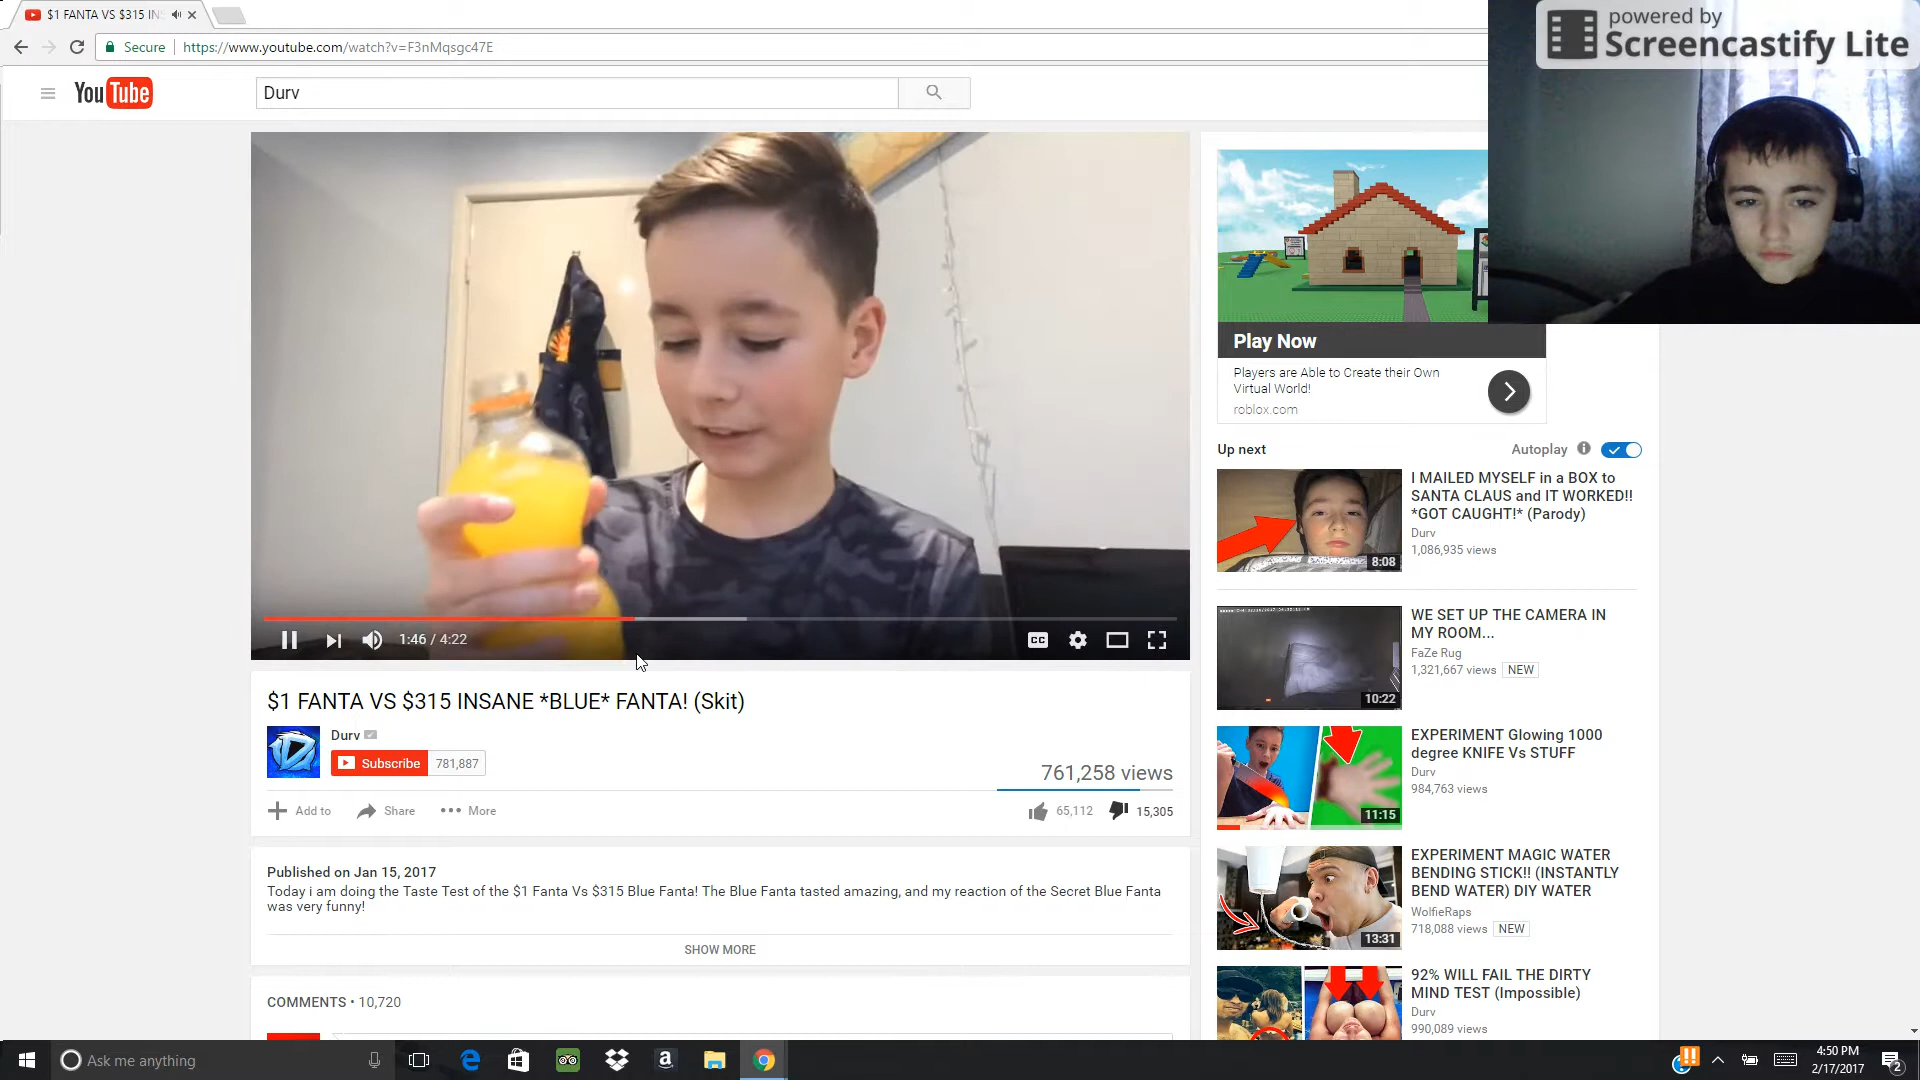 $1 FANTA VS $315 IN
Secure
https://www.youtube.com/watch?v=F3nMqsgc47E
powered by
Screencastify Lite
YouTube
Durv
1:46 / 4:22
CC
$1 FANTA VS $315 INSANE *BLUE* FANTA! (Skit)
Durv
Subscribe 781,887
761,258 views
Add to Share More
65,112 15,305
Published on Jan 15, 2017
Today i am doing the Taste Test of the $1 Fanta Vs $315 Blue Fanta! The Blue Fanta tasted amazing, and my reaction of the Secret Blue Fanta
was very funny!
SHOW MORE
COMMENTS • 10,720
Play Now
Players are Able to Create their Own
Virtual World!
roblox.com
Up next
Autoplay
I MAILED MYSELF in a BOX to
SANTA CLAUS and IT WORKED!!
*GOT CAUGHT!* (Parody)
Durv
1,086,935 views
8:08
WE SET UP THE CAMERA IN
MY ROOM...
FaZe Rug
1,321,667 views NEW
10:22
EXPERIMENT Glowing 1000
degree KNIFE Vs STUFF
Durv
984,763 views
11:15
EXPERIMENT MAGIC WATER
BENDING STICK!! (INSTANTLY
BEND WATER) DIY WATER
WolfieRaps
718,088 views NEW
13:31
92% WILL FAIL THE DIRTY
MIND TEST (Impossible)
Durv
990,089 views
Ask me anything
4:50 PM
2/17/2017
2